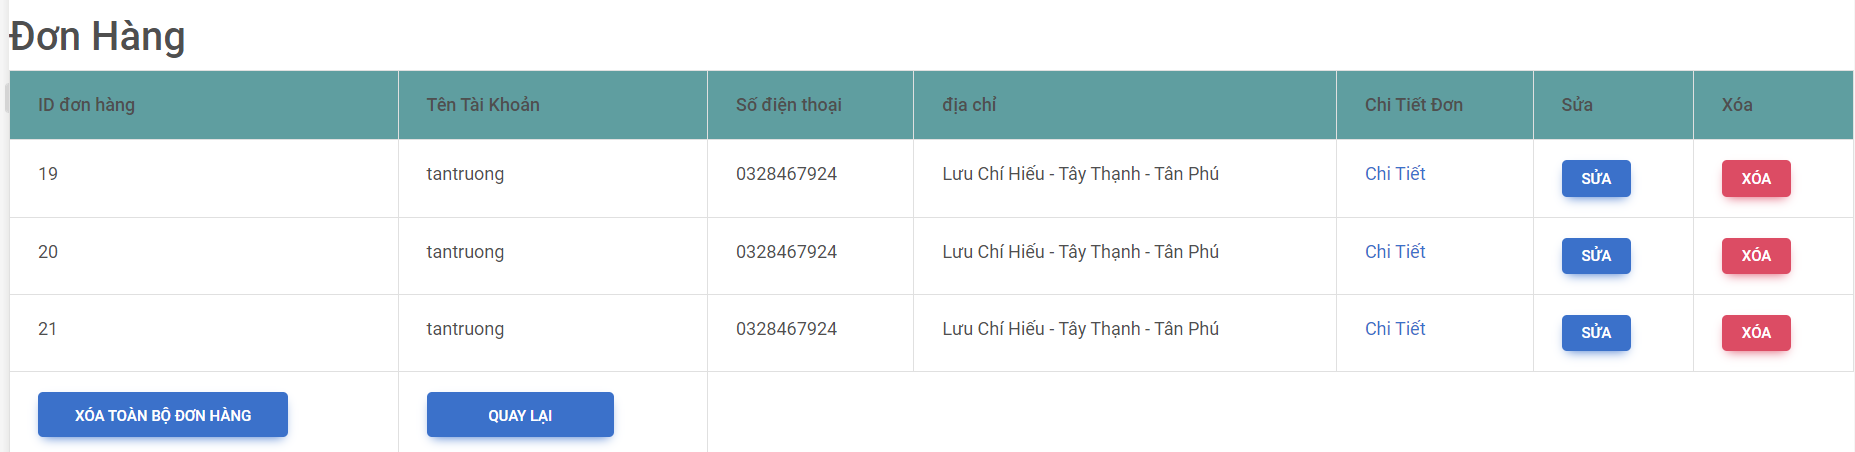 Đơn Hàng
ID đơn hàng Tên Tài Khoản Số điện thoại địa chỉ Chi Tiết Đơn Sửa Xóa
19 tantruong 0328467924 Lưu Chí Hiếu - Tây Thạnh - Tân Phú Chi Tiết SỬA XÓA
20 tantruong 0328467924 Lưu Chí Hiếu - Tây Thạnh - Tân Phú Chi Tiết SỬA XÓA
21 tantruong 0328467924 Lưu Chí Hiếu - Tây Thạnh - Tân Phú Chi Tiết SỬA XÓA
XÓA TOÀN BỘ ĐƠN HÀNG QUAY LẠI